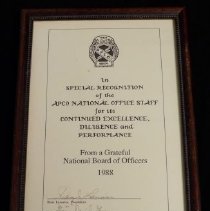 In
SPECIAL RECOGNITION
of the
APCO NATIONAL OFFICE STAFF
for its
CONTINUED EXCELLENCE,
DILIGENCE and
PERFORMANCE
From a Grateful
National Board of Officers
1988